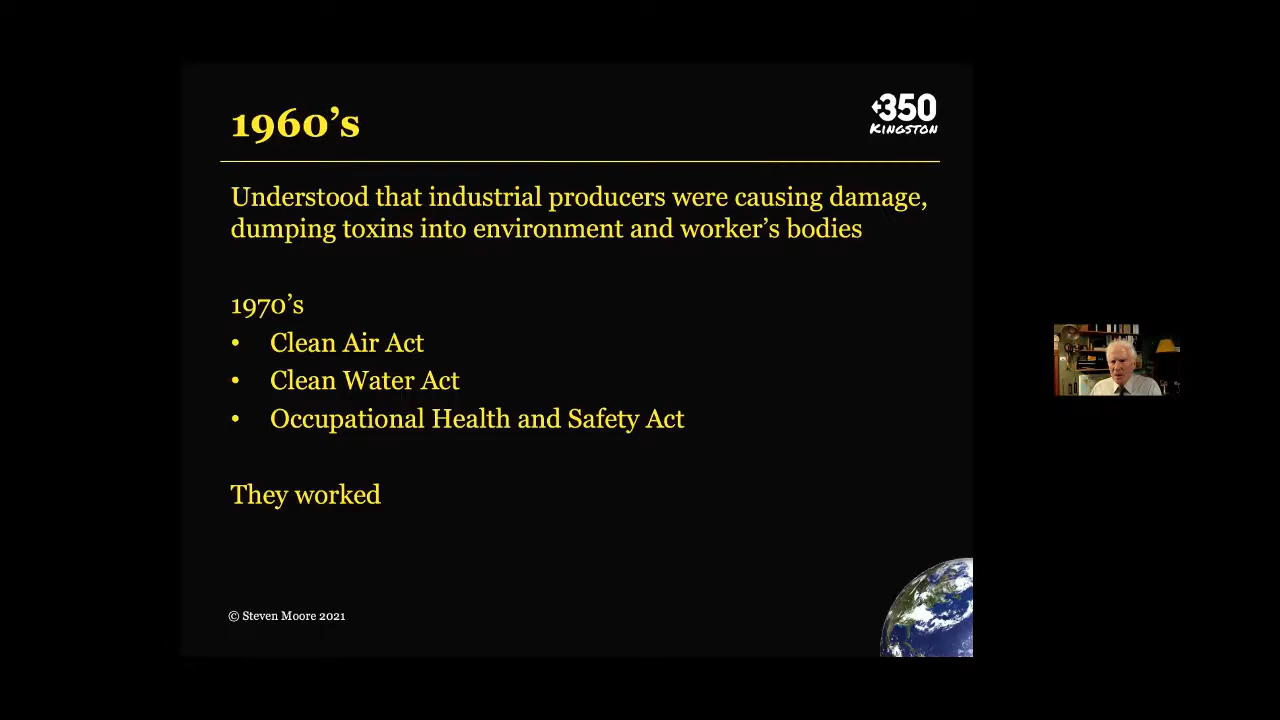 1960’s
350
KINGSTON
Understood that industrial producers were causing damage,
dumping toxins into environment and worker’s bodies
1970’s
• Clean Air Act
• Clean Water Act
• Occupational Health and Safety Act
They worked
© Steven Moore 2021